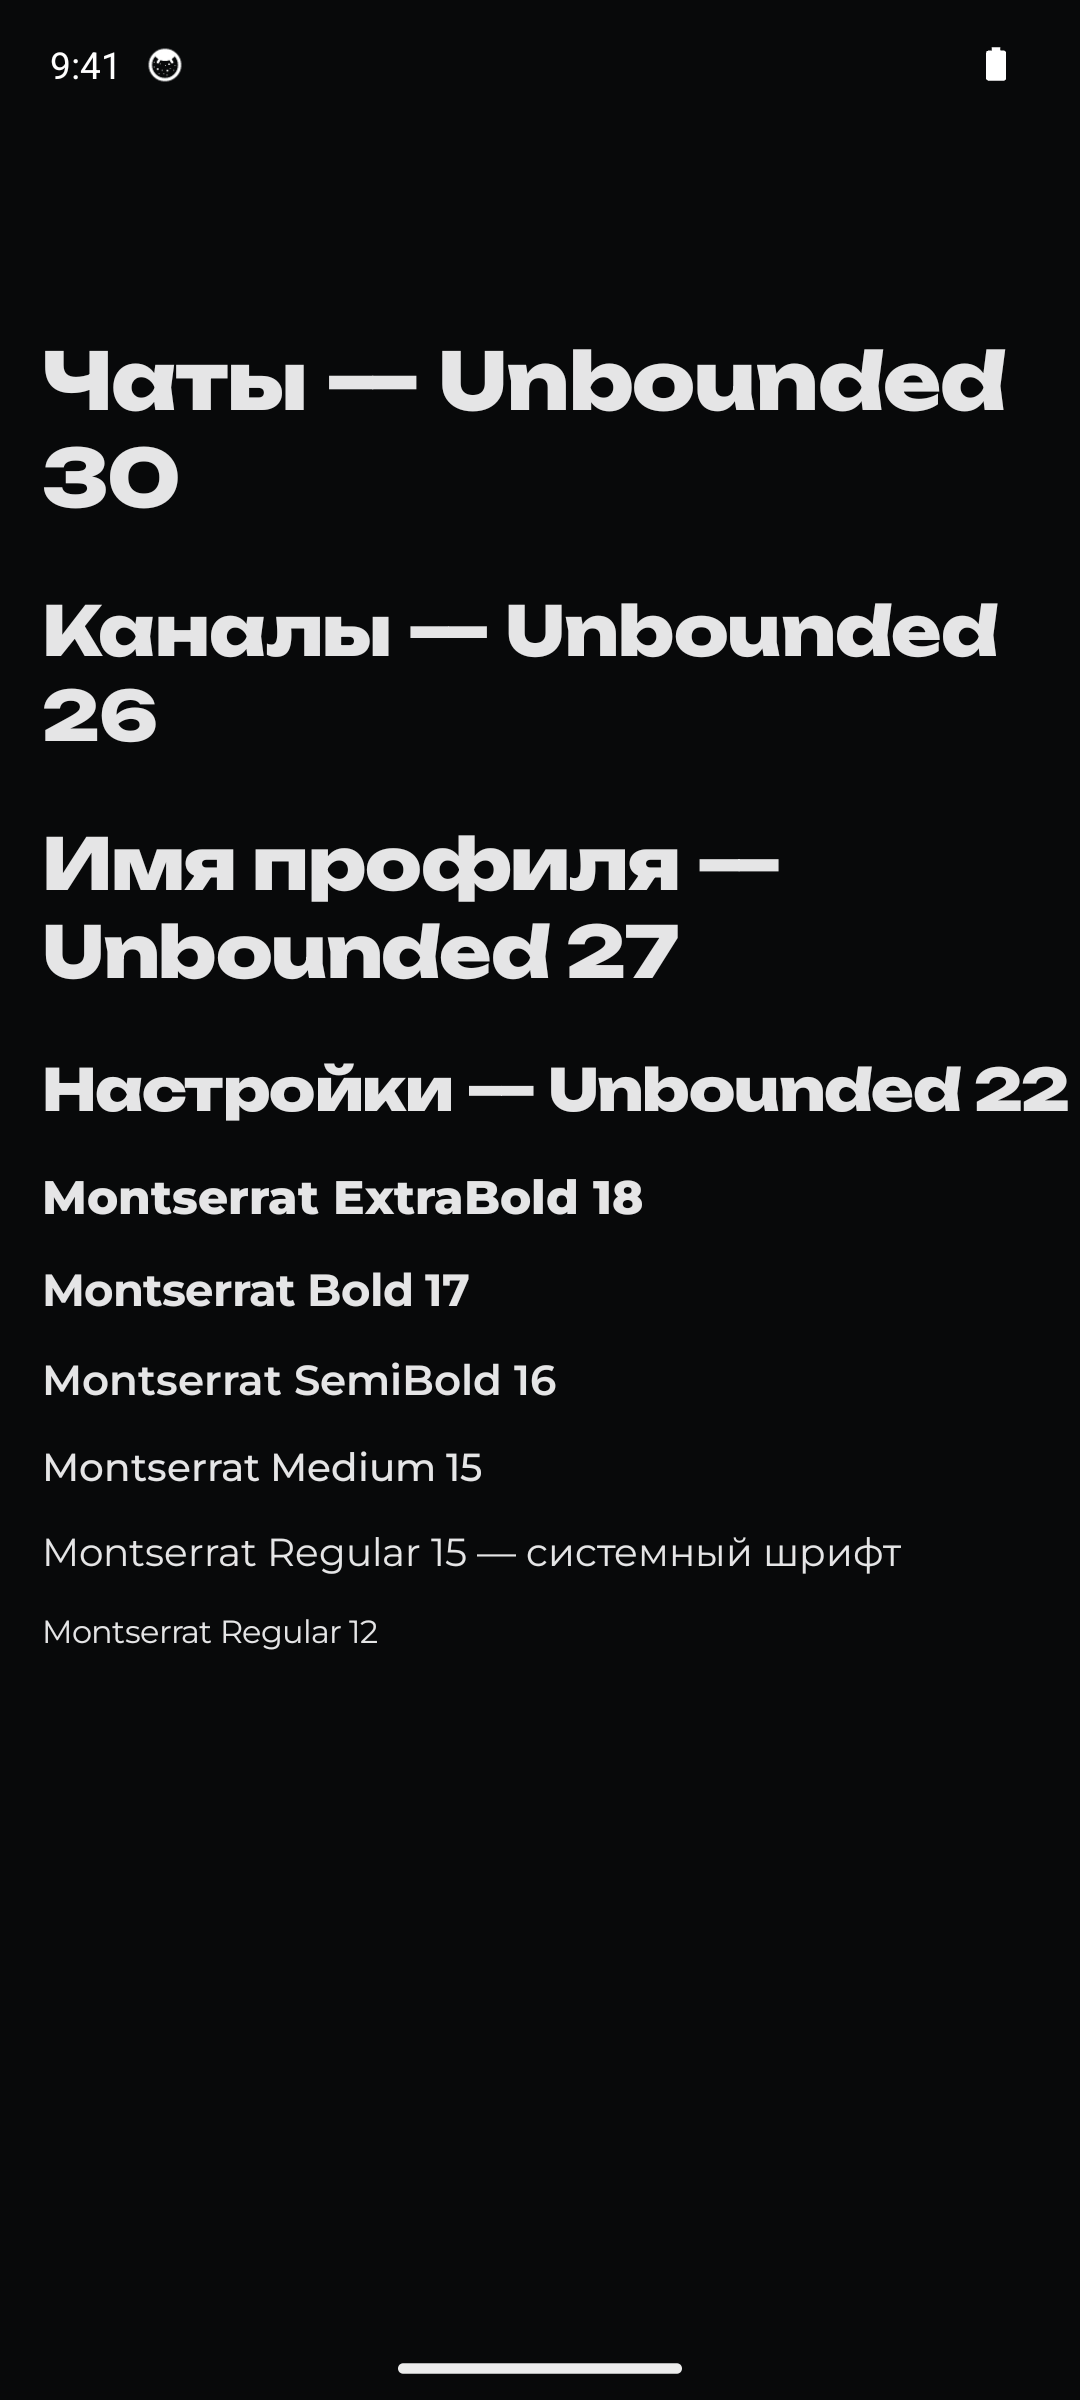 9:41
Чаты — Unbounded
30
Каналы — Unbounded
26
Имя профиля —
Unbounded 27
Настройки — Unbounded 22
Montserrat ExtraBold 18
Montserrat Bold 17
Montserrat SemiBold 16
Montserrat Medium 15
Montserrat Regular 15 — системный шрифт
Montserrat Regular 12